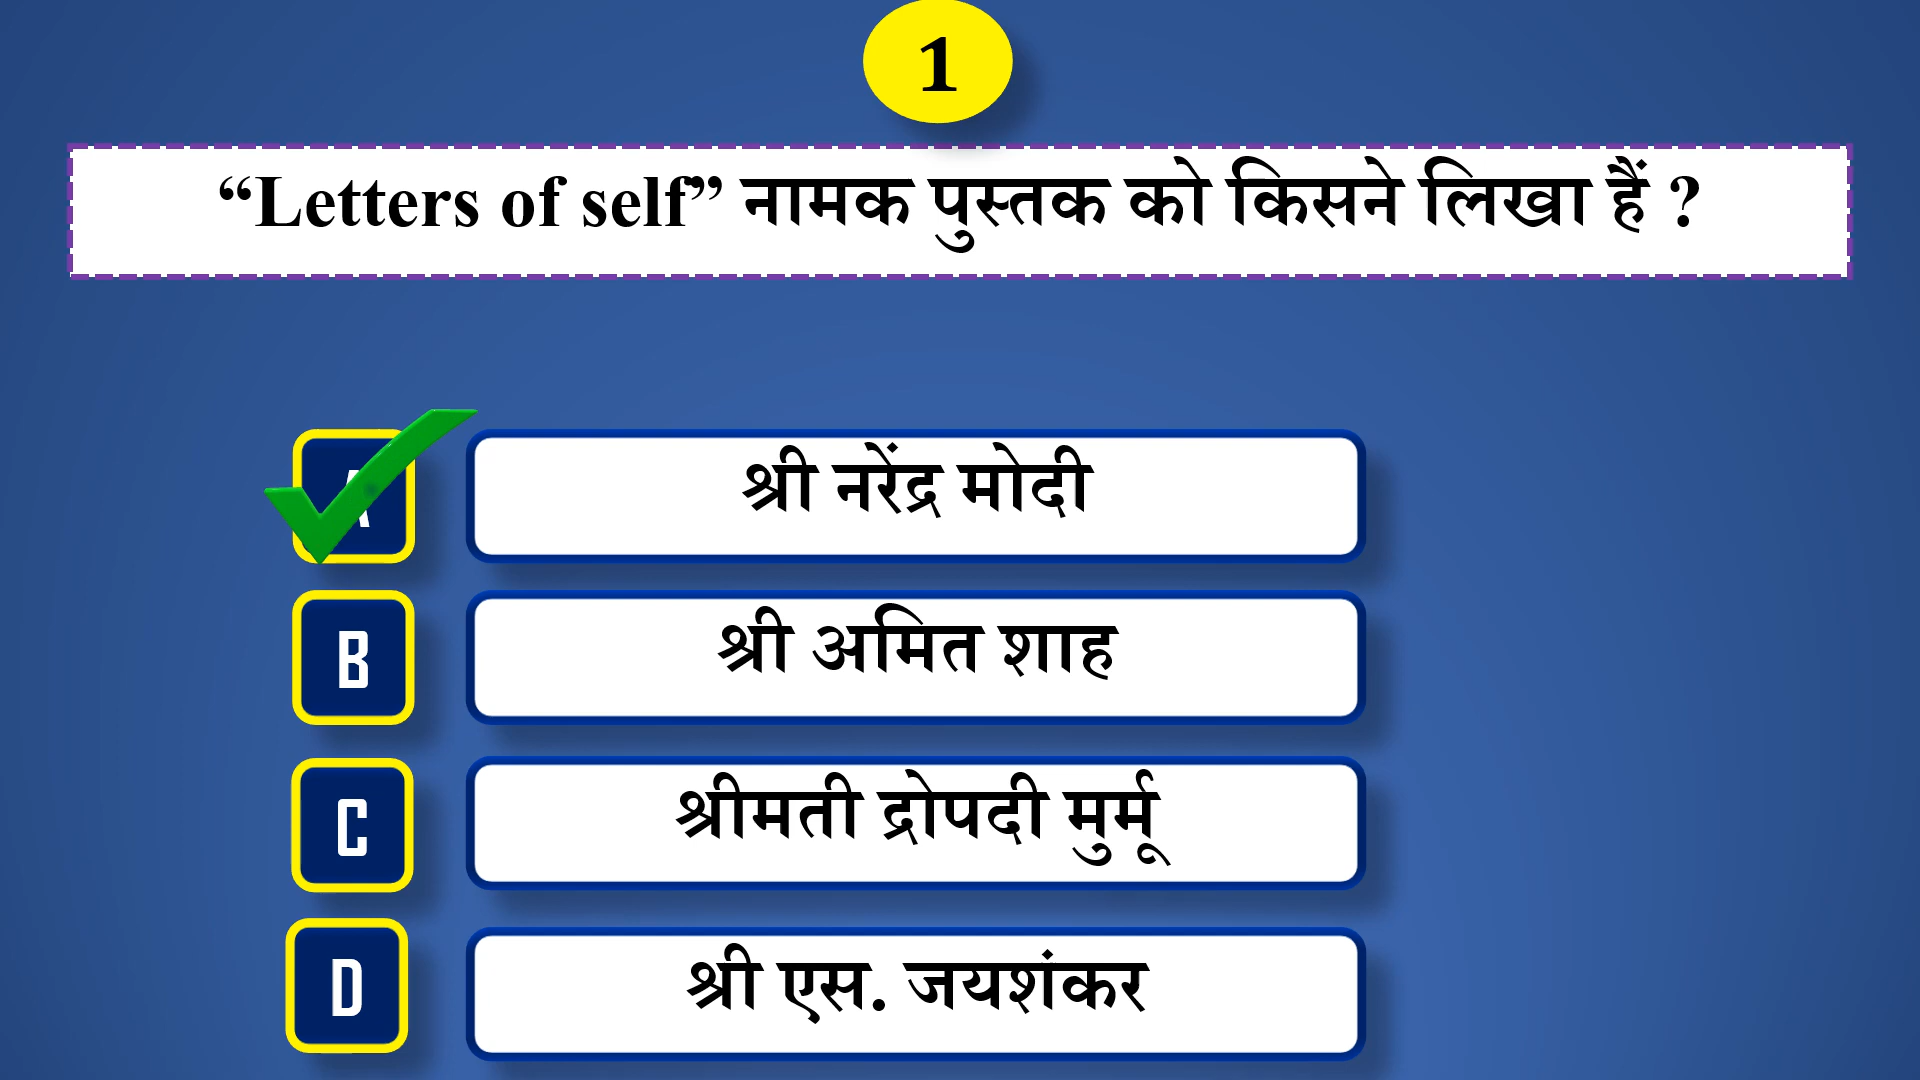 1
“Letters of self” नामक पुस्तक को किसने लिखा हैं ?
A
श्री नरेंद्र मोदी
B
श्री अमित शाह
C
श्रीमती द्रोपदी मुर्मू
D
श्री एस. जयशंकर